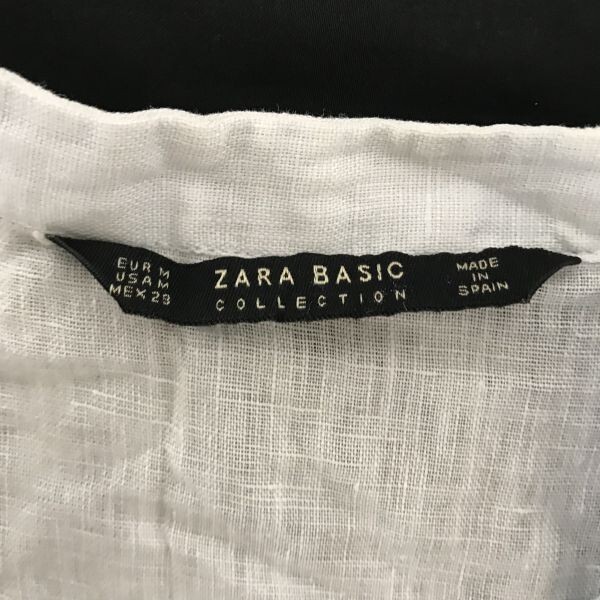 EUR M
USA M
MEX 28
ZARA BASIC
COLLECTION
MADE
IN
SPAIN